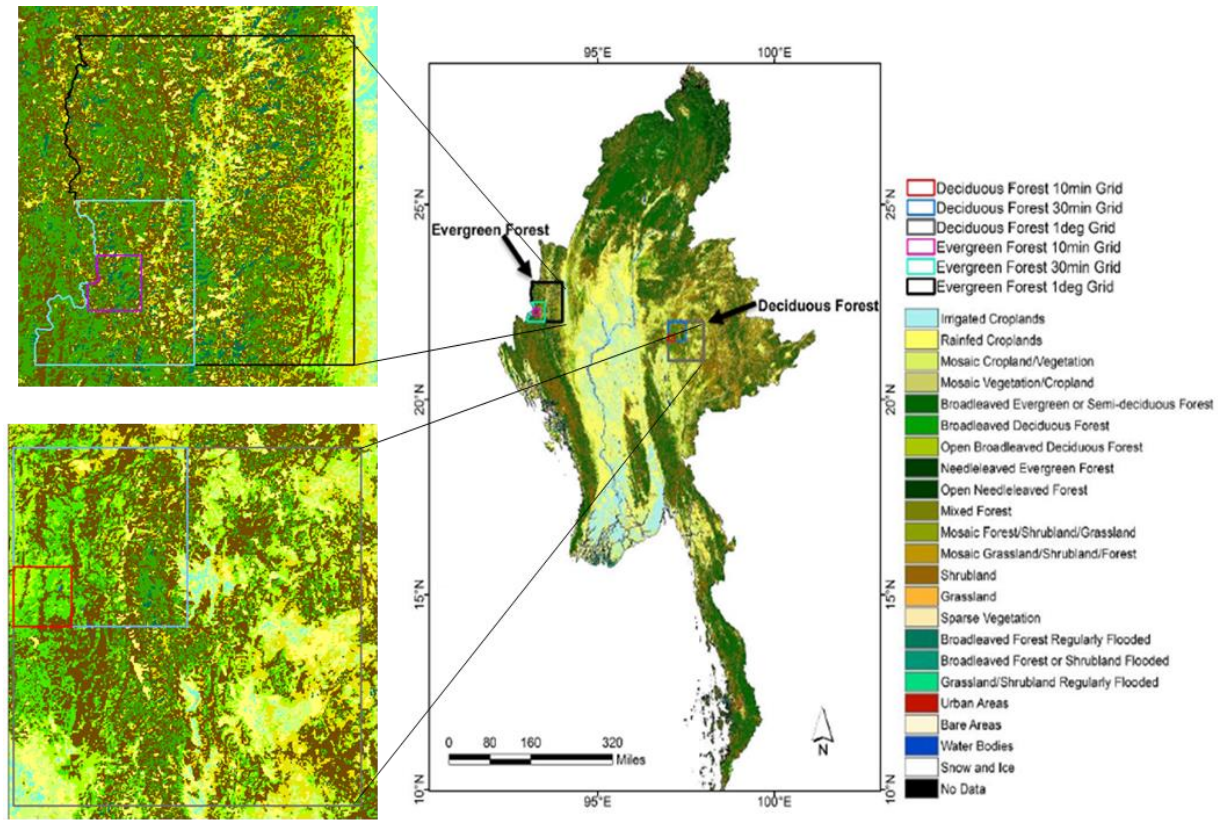 95°E
100°E
25°N
20°N
15°N
10°N
25°N
20°N
15°N
10°N
Evergreen Forest
Deciduous Forest
0 80 160 320
Miles
N
95°E
100°E
Deciduous Forest 10min Grid
Deciduous Forest 30min Grid
Deciduous Forest 1deg Grid
Evergreen Forest 10min Grid
Evergreen Forest 30min Grid
Evergreen Forest 1deg Grid
Irrigated Croplands
Rainfed Croplands
Mosaic Cropland/Vegetation
Mosaic Vegetation/Cropland
Broadleaved Evergreen or Semi-deciduous Forest
Broadleaved Deciduous Forest
Open Broadleaved Deciduous Forest
Needleleaved Evergreen Forest
Open Needleleaved Forest
Mixed Forest
Mosaic Forest/Shrubland/Grassland
Mosaic Grassland/Shrubland/Forest
Shrubland
Grassland
Sparse Vegetation
Broadleaved Forest Regularly Flooded
Broadleaved Forest or Shrubland Flooded
Grassland/Shrubland Regularly Flooded
Urban Areas
Bare Areas
Water Bodies
Snow and Ice
No Data